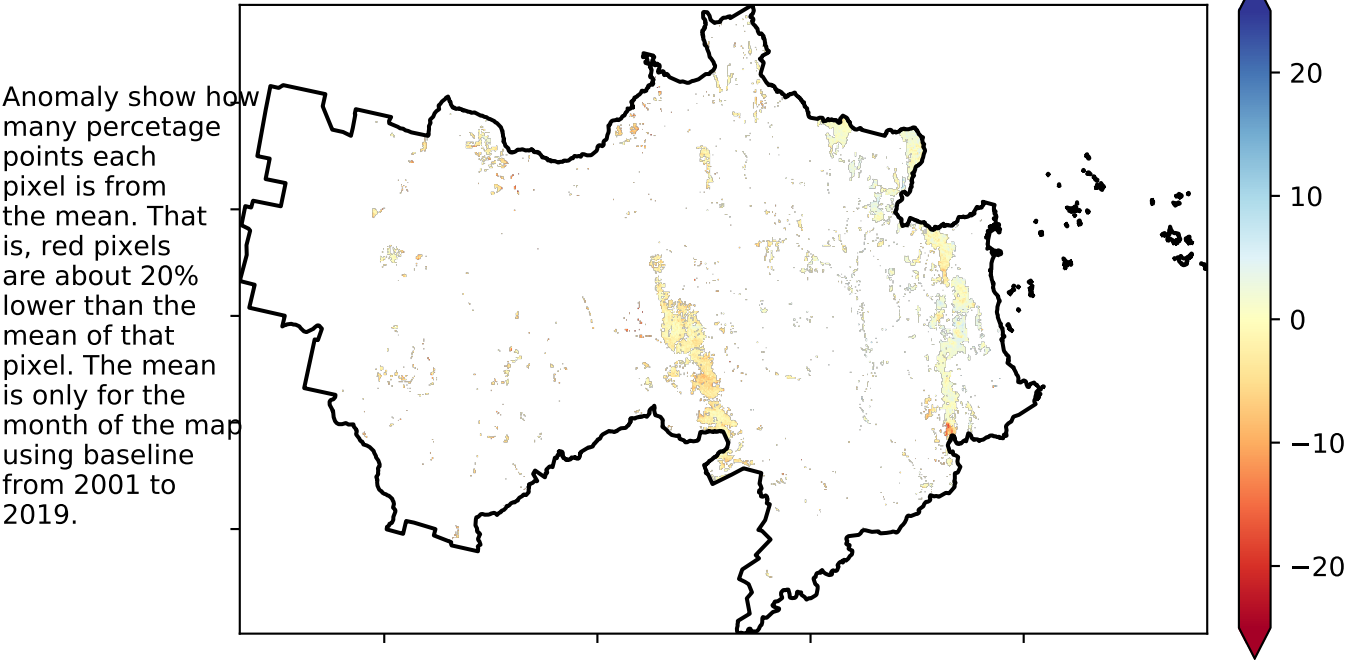 Anomaly show how
many percetage
points each
pixel is from
the mean. That
is, red pixels
are about 20%
lower than the
mean of that
pixel. The mean
is only for the
month of the map
using baseline
from 2001 to
2019.
20
10
0
−10
−20